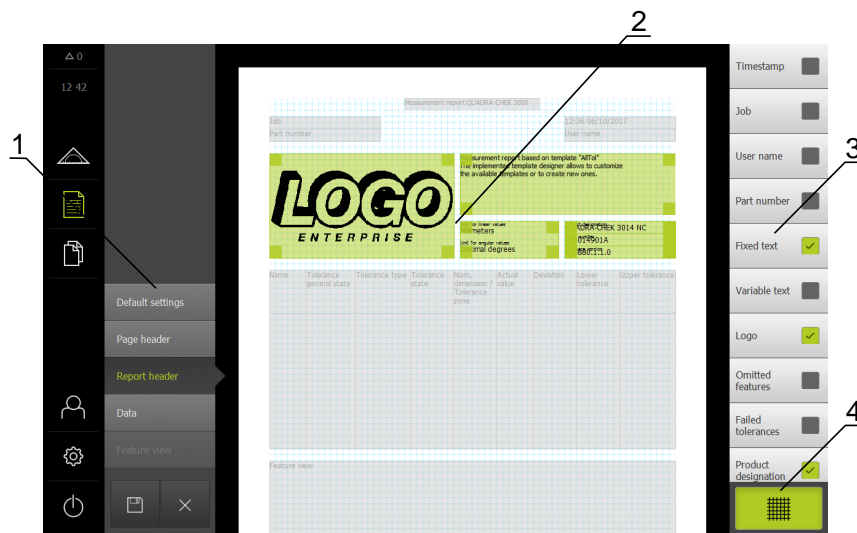 2
0
12 42
1
3
4
Default settings
Page header
Report header
Data
Feature view
Measurement report QUADRA-CHEK 3000
Job
12:36 06/10/2017
Part number
User name
LOGO
ENTERPRISE
Measurement report based on template "AllTol"
The implemented template designer allows to customize
the available templates or to create new ones.
for linear values
Unit for angular values
degrees
3014 NC
Name
Tolerance
general state
Tolerance type
Tolerance
state
Nom.
dimension /
Tolerance
zone
Actual
value
Deviation
Lower
tolerance
Upper tolerance
Feature view
Timestamp
Job
User name
Part number
Fixed text
Variable text
Logo
Omitted
features
Failed
tolerances
Product
designation